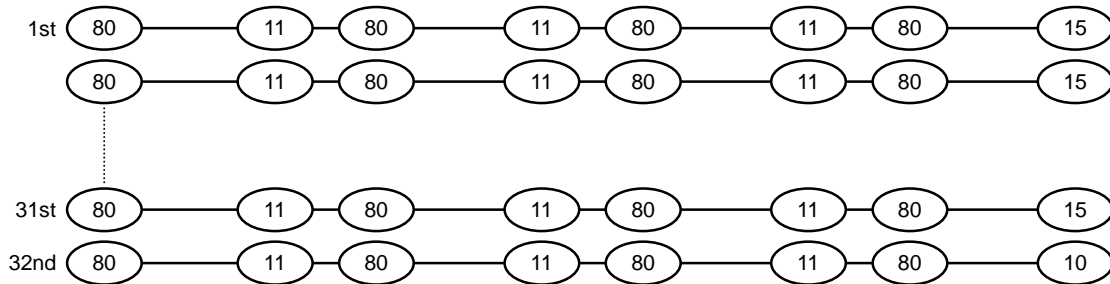 1st 80 11 80 11 80 11 80 15
80 11 80 11 80 11 80 15
31st 80 11 80 11 80 11 80 15
32nd 80 11 80 11 80 11 80 10